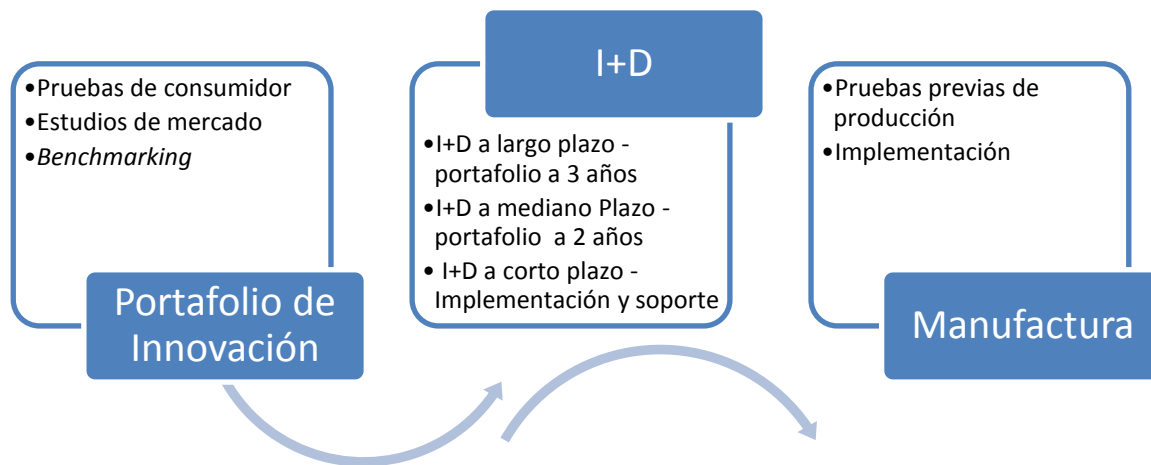 •Pruebas de consumidor
•Estudios de mercado
•Benchmarking
Portafolio de
Innovación
I+D
•I+D a largo plazo -
portafolio a 3 años
•I+D a mediano Plazo -
portafolio a 2 años
• I+D a corto plazo -
Implementación y soporte
•Pruebas previas de
producción
•Implementación
Manufactura